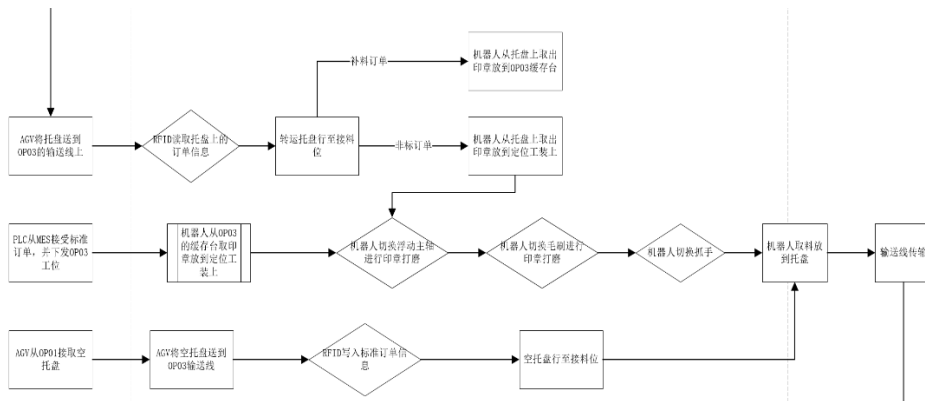 机器人从托盘上取出
印章放到OP03缓存台
补料订单
AGV将托盘送到
OP03的输送线上
RFID读取托盘上的
订单信息
转运托盘行至接料
位
非标订单
机器人从托盘上取出
印章放到定位工装上
PLC从MES接受标准
订单，并下发OP03
工位
机器人从OP03
的缓存台取印
章放到定位工装
上
机器人切换浮动主轴
进行印章打磨
机器人切换毛刷进行
印章打磨
机器人切换抓手
机器人取料放
到托盘
输送线传输
AGV从OP01接取空
托盘
AGV将空托盘送到
OP03输送线
RFID写入标准订单信
息
空托盘行至接料位